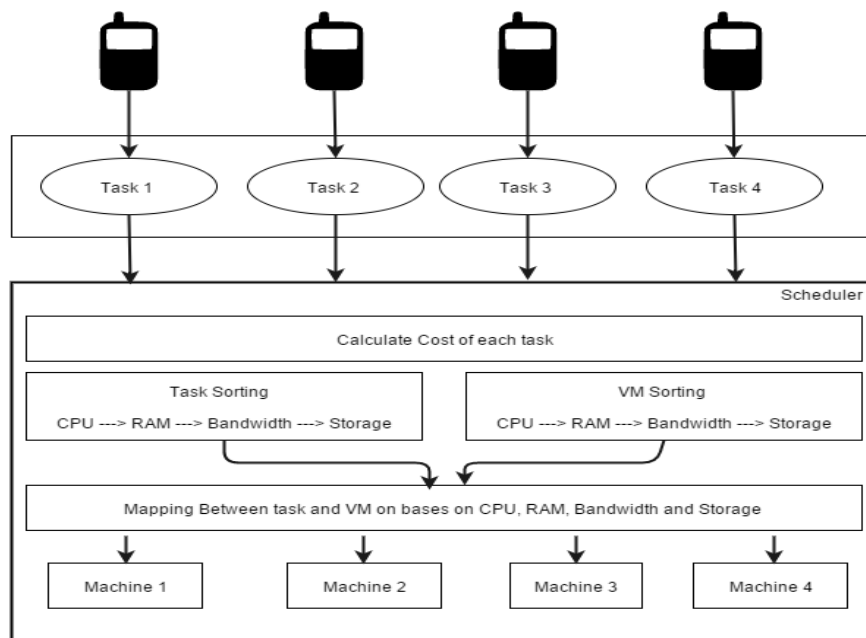 Task 1
Task 2
Task 3
Task 4
Scheduler
Calculate Cost of each task
Task Sorting
CPU ---> RAM ---> Bandwidth ---> Storage
VM Sorting
CPU ---> RAM ---> Bandwidth ---> Storage
Mapping Between task and VM on bases on CPU, RAM, Bandwidth and Storage
Machine 1
Machine 2
Machine 3
Machine 4